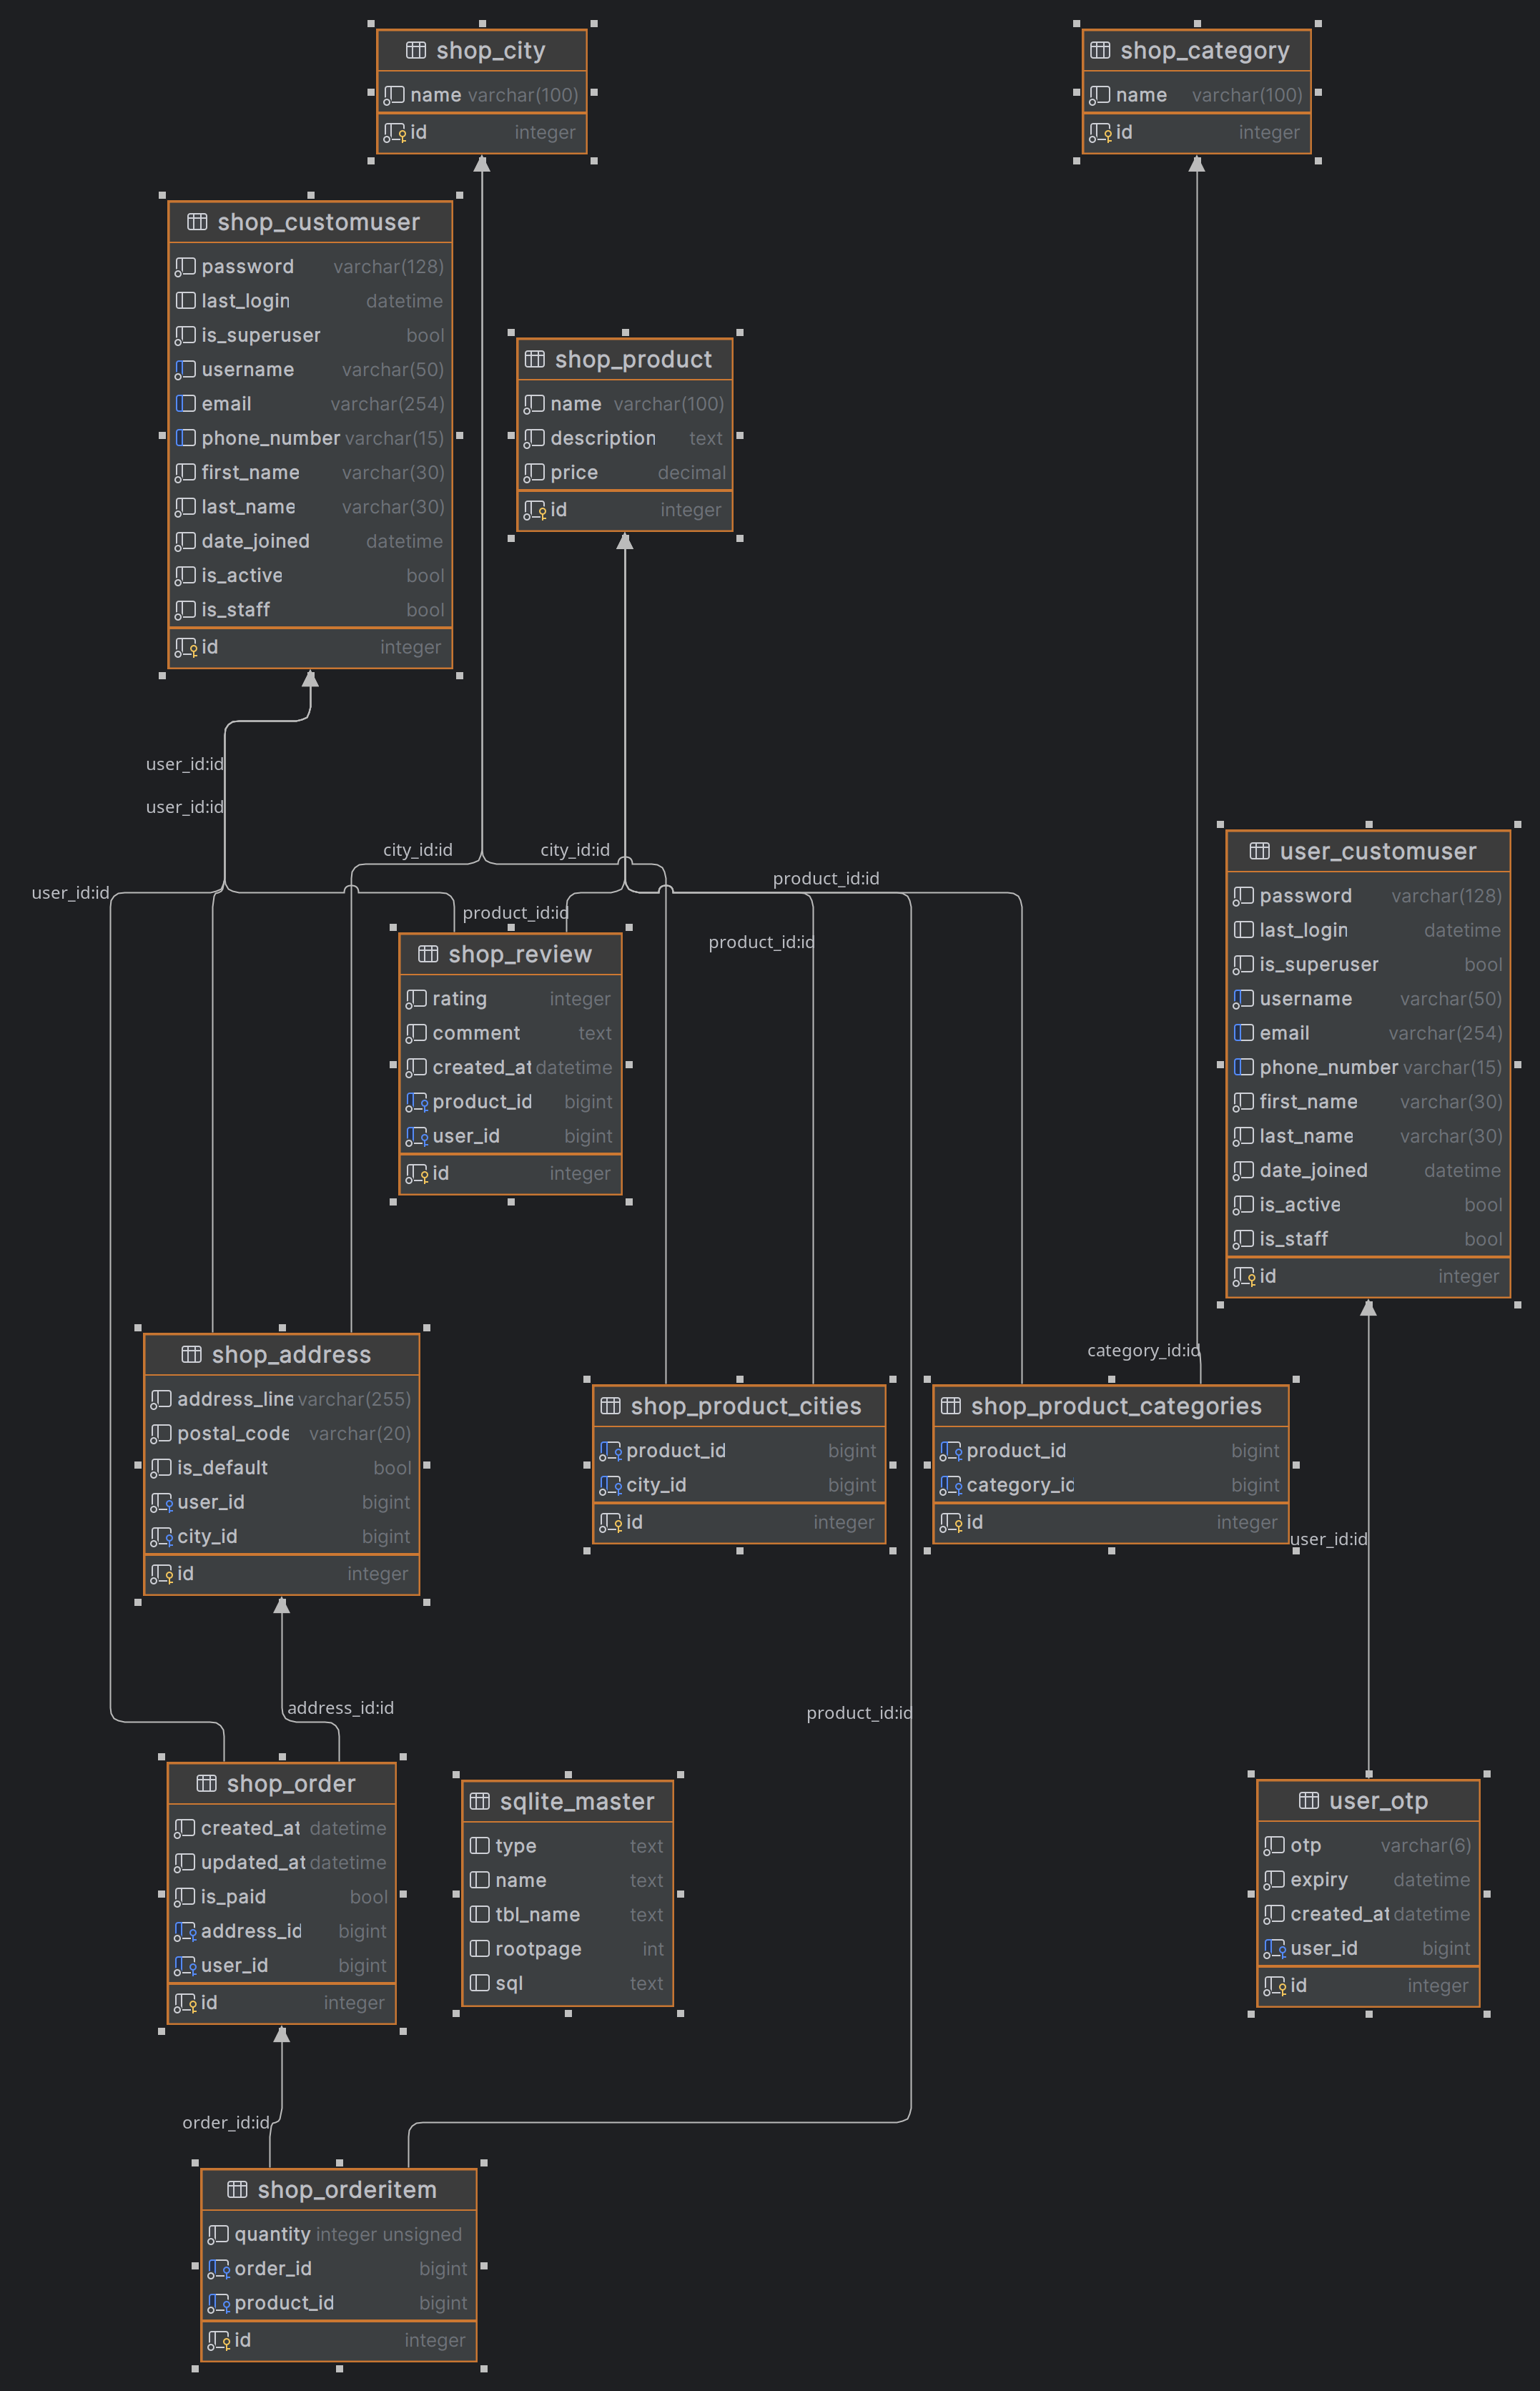 shop_city
name varchar(100)
id integer
shop_category
name varchar(100)
id integer
shop_customuser
password varchar(128)
last_login datetime
is_superuser bool
username varchar(50)
email varchar(254)
phone_number varchar(15)
first_name varchar(30)
last_name varchar(30)
date_joined datetime
is_active bool
is_staff bool
id integer
shop_product
name varchar(100)
description text
price decimal
id integer
user_id:id
user_id:id
user_id:id
city_id:id
city_id:id
product_id:id
product_id:id
product_id:id
user_customuser
password varchar(128)
last_login datetime
is_superuser bool
username varchar(50)
email varchar(254)
phone_number varchar(15)
first_name varchar(30)
last_name varchar(30)
date_joined datetime
is_active bool
is_staff bool
id integer
shop_review
rating integer
comment text
created_at datetime
product_id bigint
user_id bigint
id integer
category_id:id
shop_address
address_line varchar(255)
postal_code varchar(20)
is_default bool
user_id bigint
city_id bigint
id integer
shop_product_cities
product_id bigint
city_id bigint
id integer
shop_product_categories
product_id bigint
category_id bigint
id integer
user_id:id
address_id:id
product_id:id
shop_order
created_at datetime
updated_at datetime
is_paid bool
address_id bigint
user_id bigint
id integer
sqlite_master
type text
name text
tbl_name text
rootpage int
sql text
user_otp
otp varchar(6)
expiry datetime
created_at datetime
user_id bigint
id integer
order_id:id
shop_orderitem
quantity integer unsigned
order_id bigint
product_id bigint
id integer